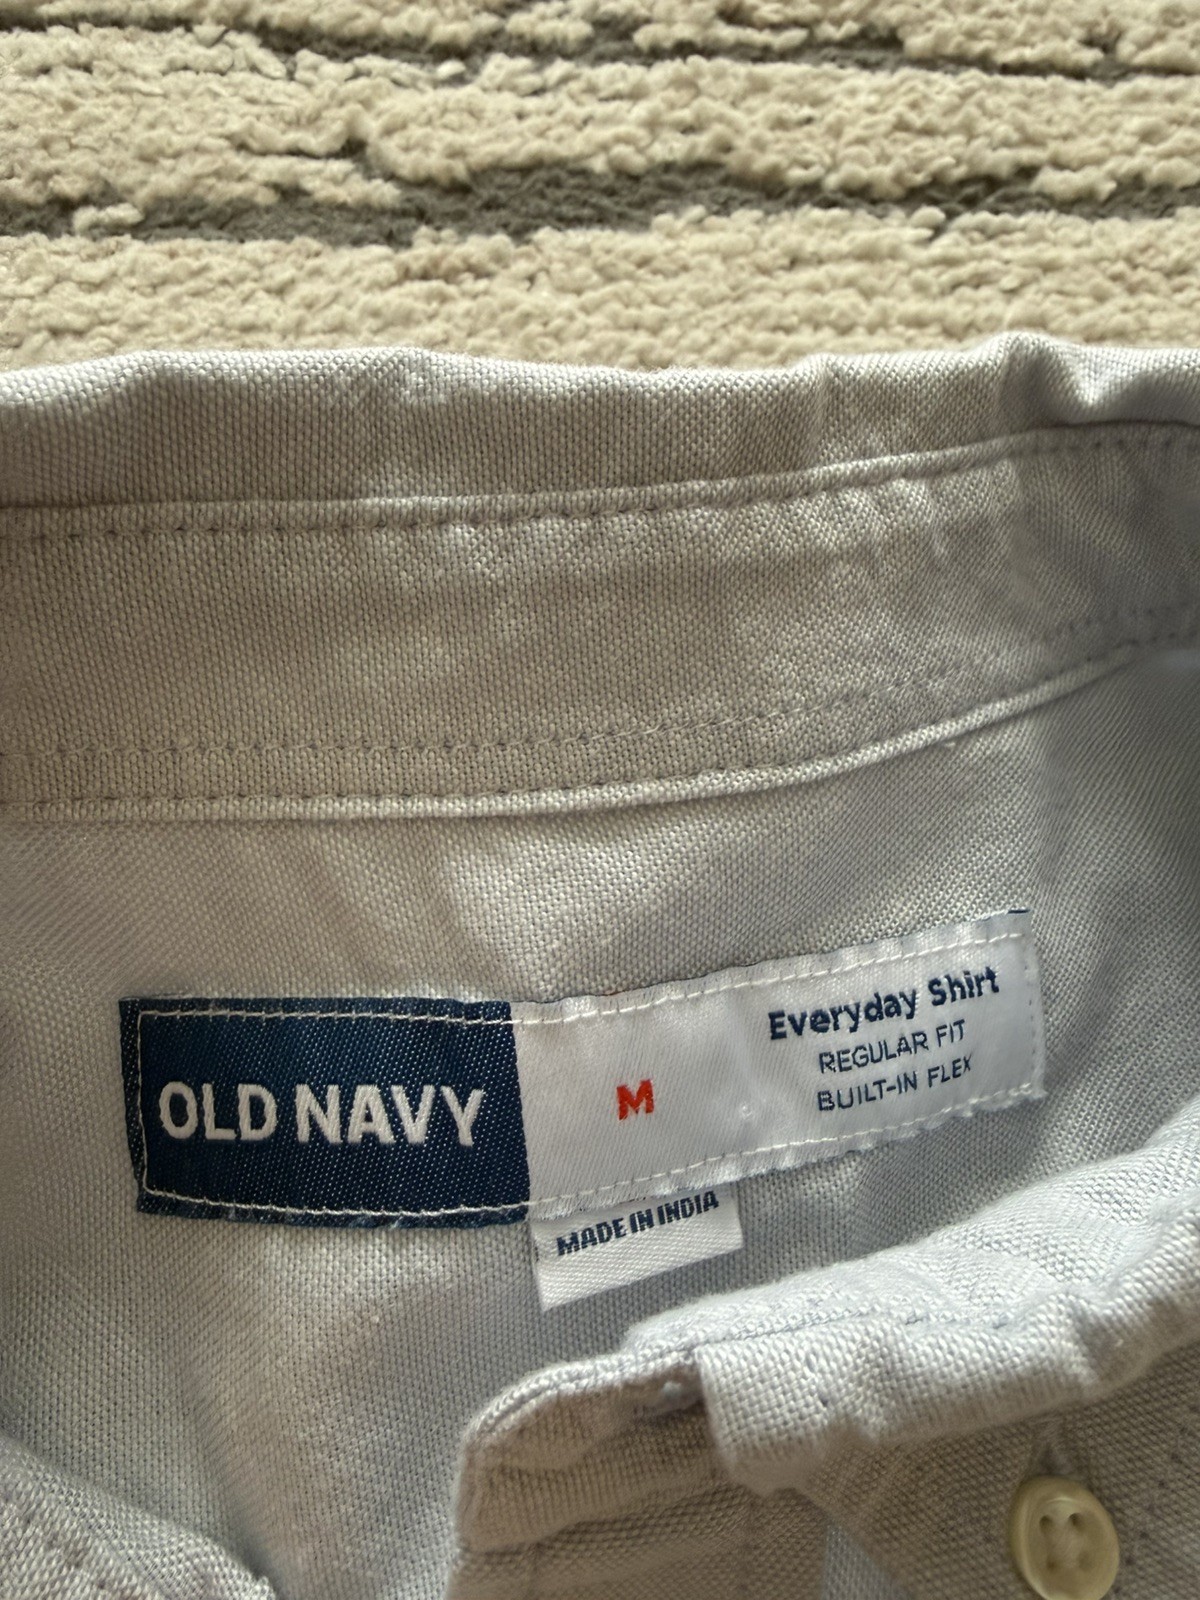 OLD NAVY
M
Everyday Shirt
REGULAR FIT
BUILT-IN FLEX
MADE IN INDIA